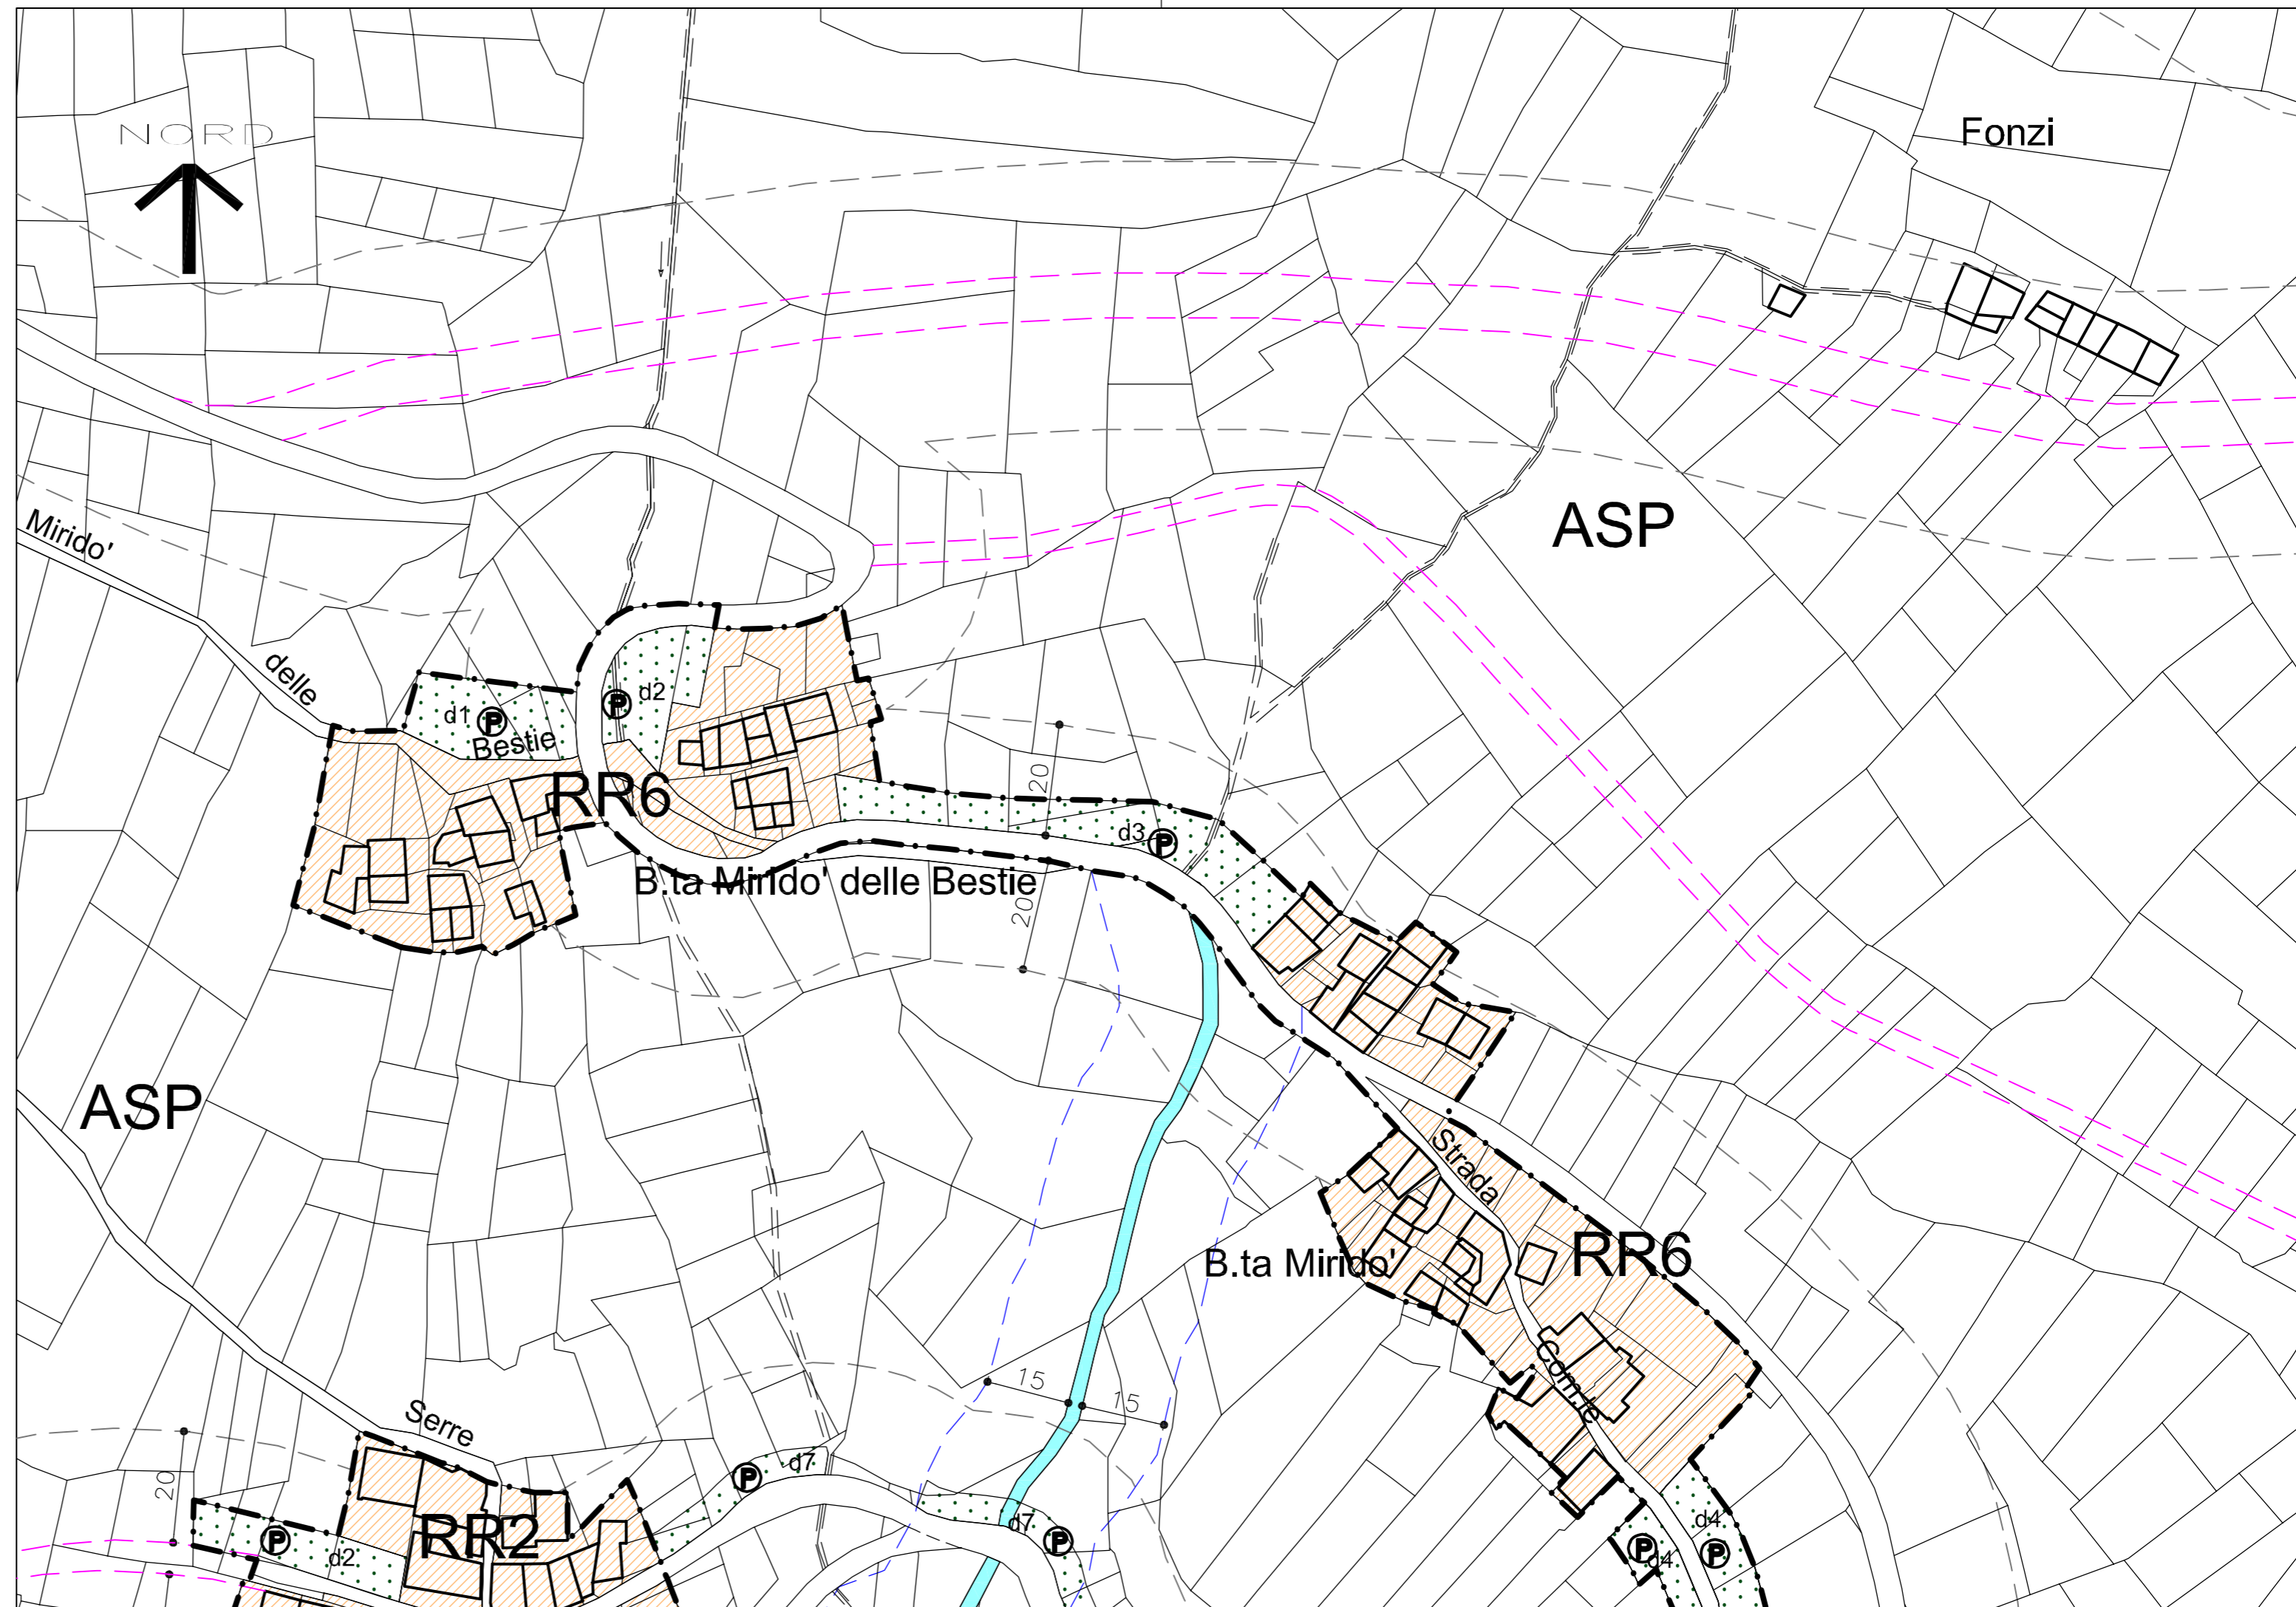 NORD
Fonzi
Mirido'
ASP
delle
P d2
d1 P
Bestie
20
RR6
d3 P
B.ta Mirido' delle Bestie
20
ASP
Strada
B.ta Mirido'
RR6
Com.le
15
15
Serre
20
P d7
P
d2
RR2
d7 P
d4
P d4
P